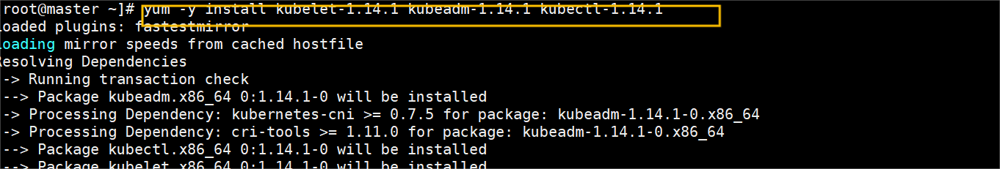 root@master ~]# yum -y install kubelet-1.14.1 kubeadm-1.14.1 kubectl-1.14.1
Loaded plugins: fastestmirror
Loading mirror speeds from cached hostfile
Resolving Dependencies
-> Running transaction check
--> Package kubeadm.x86_64 0:1.14.1-0 will be installed
-> Processing Dependency: kubernetes-cni >= 0.7.5 for package: kubeadm-1.14.1-0.x86_64
-> Processing Dependency: cri-tools >= 1.11.0 for package: kubeadm-1.14.1-0.x86_64
--> Package kubectl.x86_64 0:1.14.1-0 will be installed
--> Package kubelet.x86_64 0:1.14.1-0 will be installed